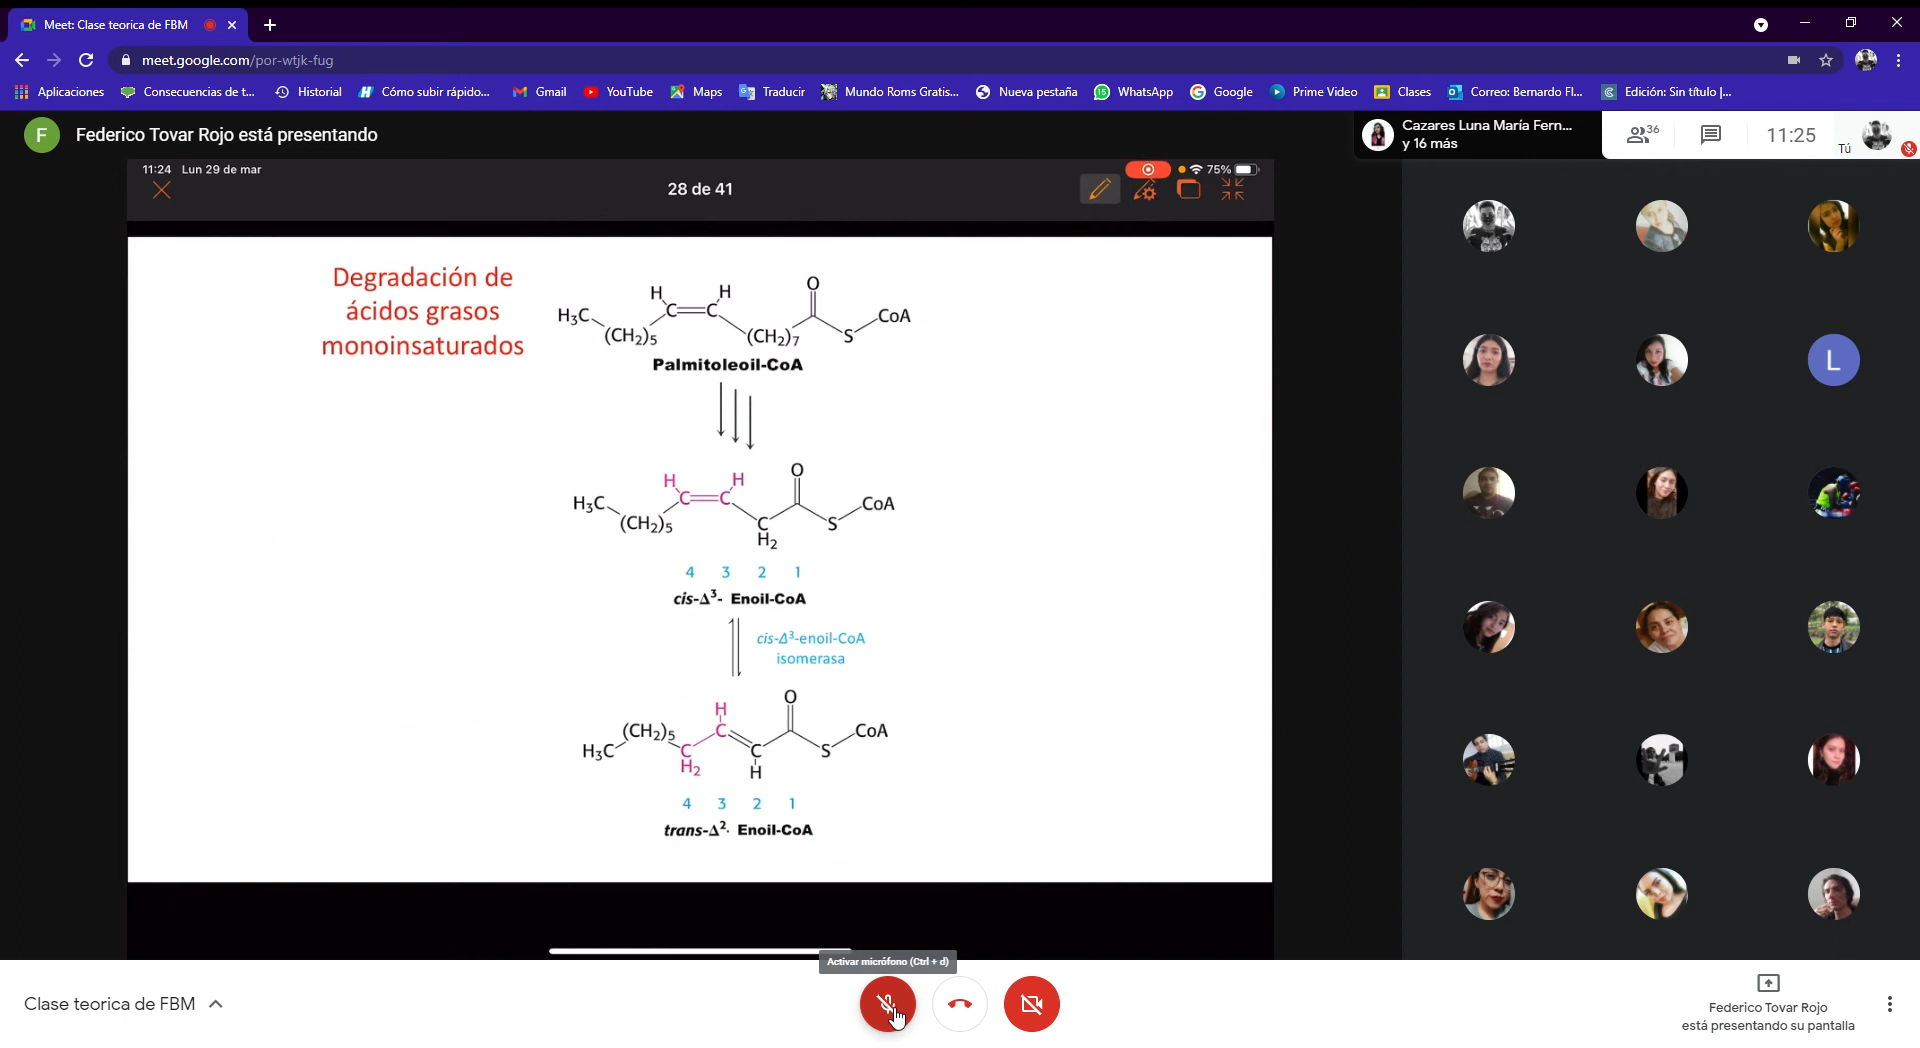 Meet: Clase teorica de FBM
meet.google.com/por-wtjk-fug
Aplicaciones Consecuencias de t... Historial Cómo subir rápido... Gmail YouTube Maps Traducir Mundo Roms Gratis... Nueva pestaña WhatsApp Google Prime Video Clases Correo: Bernardo Fl... Edición: Sin título |...
F Federico Tovar Rojo está presentando
Cazares Luna María Fern...
y 16 más
36
11:25
Tú
11:24 Lun 29 de mar
75%
28 de 41
Degradación de
ácidos grasos
monoinsaturados
H H O
H₃C C C CoA
(CH₂)₅ (CH₂)₇ S
Palmitoleoil-CoA
H H O
H₃C C C CoA
(CH₂)₅ C S
H₂
4 3 2 1
cis-Δ³- Enoil-CoA
cis-Δ³-enoil-CoA
isomerasa
H O
(CH₂)₅ C CoA
H₃C C C S
H₂ H
4 3 2 1
trans-Δ²- Enoil-CoA
L
Activar micrófono (Ctrl + d)
Clase teorica de FBM
Federico Tovar Rojo
está presentando su pantalla